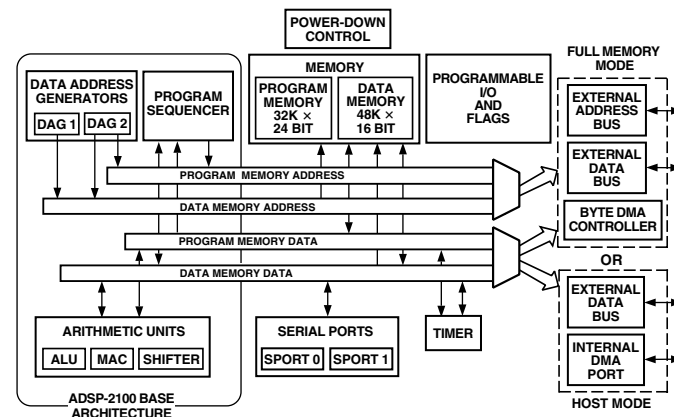 POWER-DOWN
CONTROL
FULL MEMORY
MODE
DATA ADDRESS
GENERATORS
DAG 1
DAG 2
PROGRAM
SEQUENCER
MEMORY
PROGRAM
MEMORY
32K ×
24 BIT
DATA
MEMORY
48K ×
16 BIT
PROGRAMMABLE
I/O
AND
FLAGS
EXTERNAL
ADDRESS
BUS
EXTERNAL
DATA
BUS
BYTE DMA
CONTROLLER
PROGRAM MEMORY ADDRESS
DATA MEMORY ADDRESS
PROGRAM MEMORY DATA
DATA MEMORY DATA
OR
EXTERNAL
DATA
BUS
INTERNAL
DMA
PORT
HOST MODE
ARITHMETIC UNITS
ALU
MAC
SHIFTER
SERIAL PORTS
SPORT 0
SPORT 1
TIMER
ADSP-2100 BASE
ARCHITECTURE